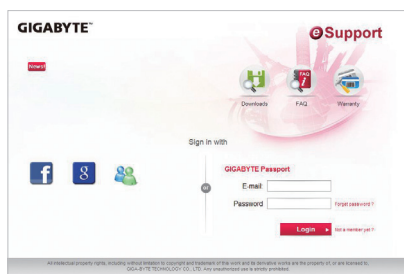 GIGABYTE™
eSupport
News!
Downloads
FAQ
FAQ
Warranty
Sign in with
f
g
or
GIGABYTE Passport
E-mail
Password
Forget password ?
Login
Not a member yet ?
All intellectual property rights, including without limitation to copyright and trademark of this work and its derivative works are the property of, or are licensed to,
GIGA-BYTE TECHNOLOGY CO., LTD. Any unauthorized use is strictly prohibited.